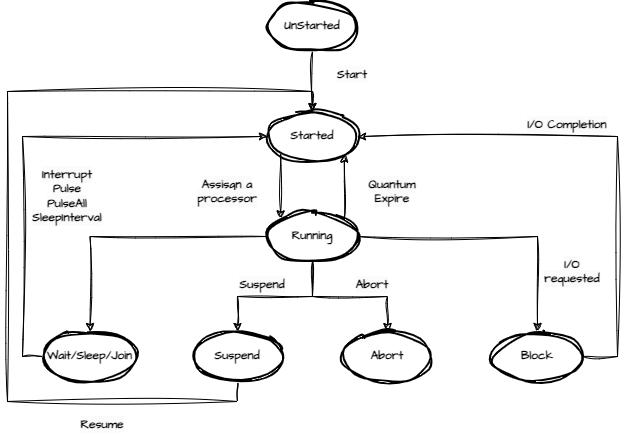 UnStarted
Start
Started
I/O Completion
Interrupt
Pulse
PulseAll
SleepInterval
Assisqn a
processor
Quantum
Expire
Running
Suspend
Abort
I/O
requested
Wait/Sleep/Join
Suspend
Abort
Block
Resume